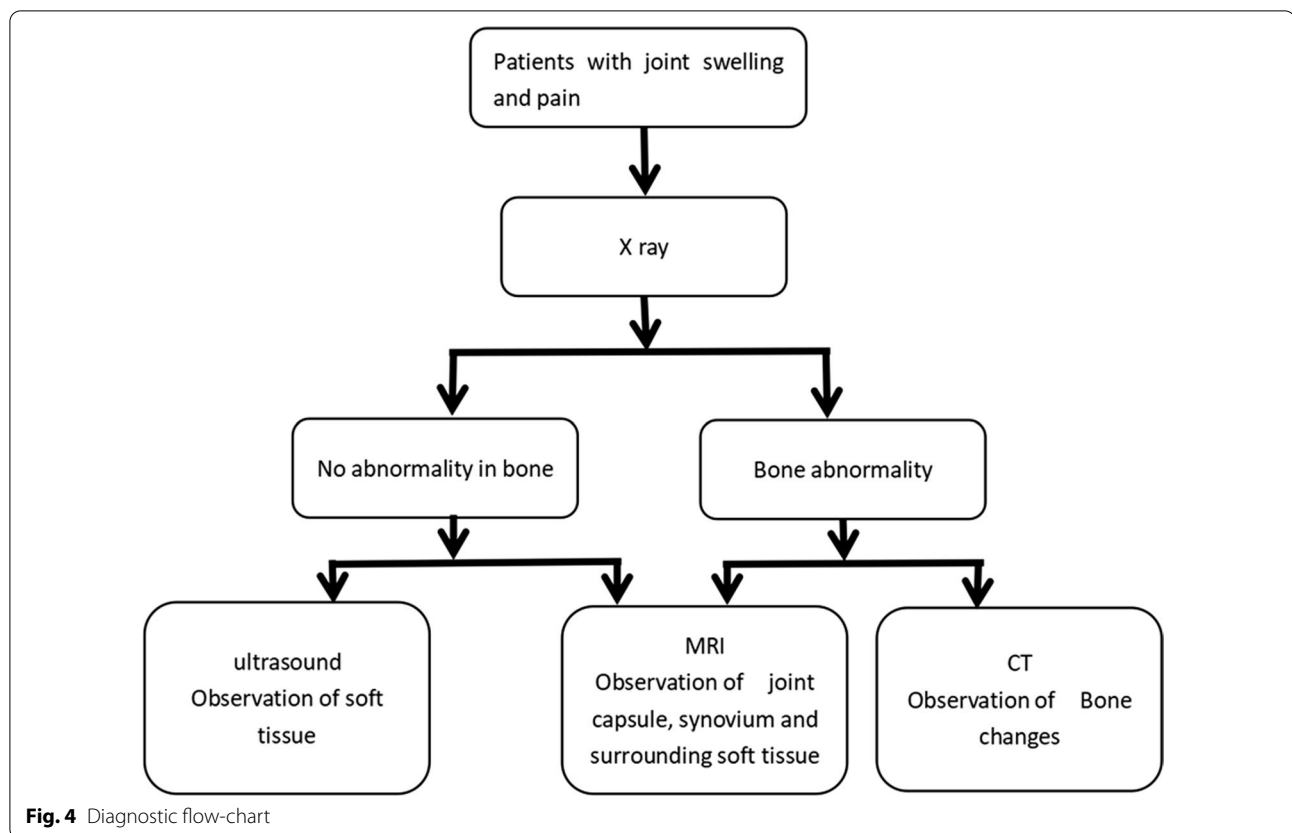 Patients with joint swelling
and pain
X ray
No abnormality in bone
Bone abnormality
ultrasound
Observation of soft
tissue
MRI
Observation of joint
capsule, synovium and
surrounding soft tissue
CT
Observation of Bone
changes
Fig. 4 Diagnostic flow-chart